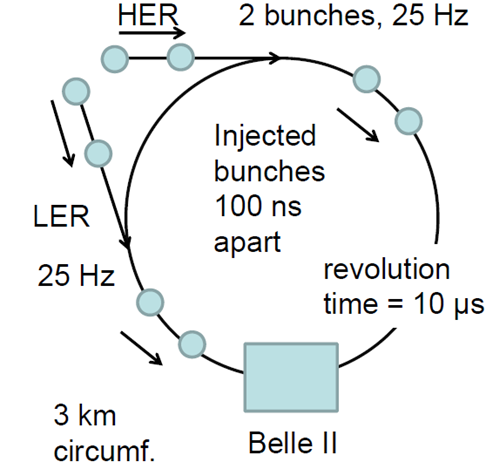 HER
2 bunches, 25 Hz
Injected
bunches
100 ns
apart
LER
25 Hz
revolution
time = 10 µs
3 km
circumf.
Belle II